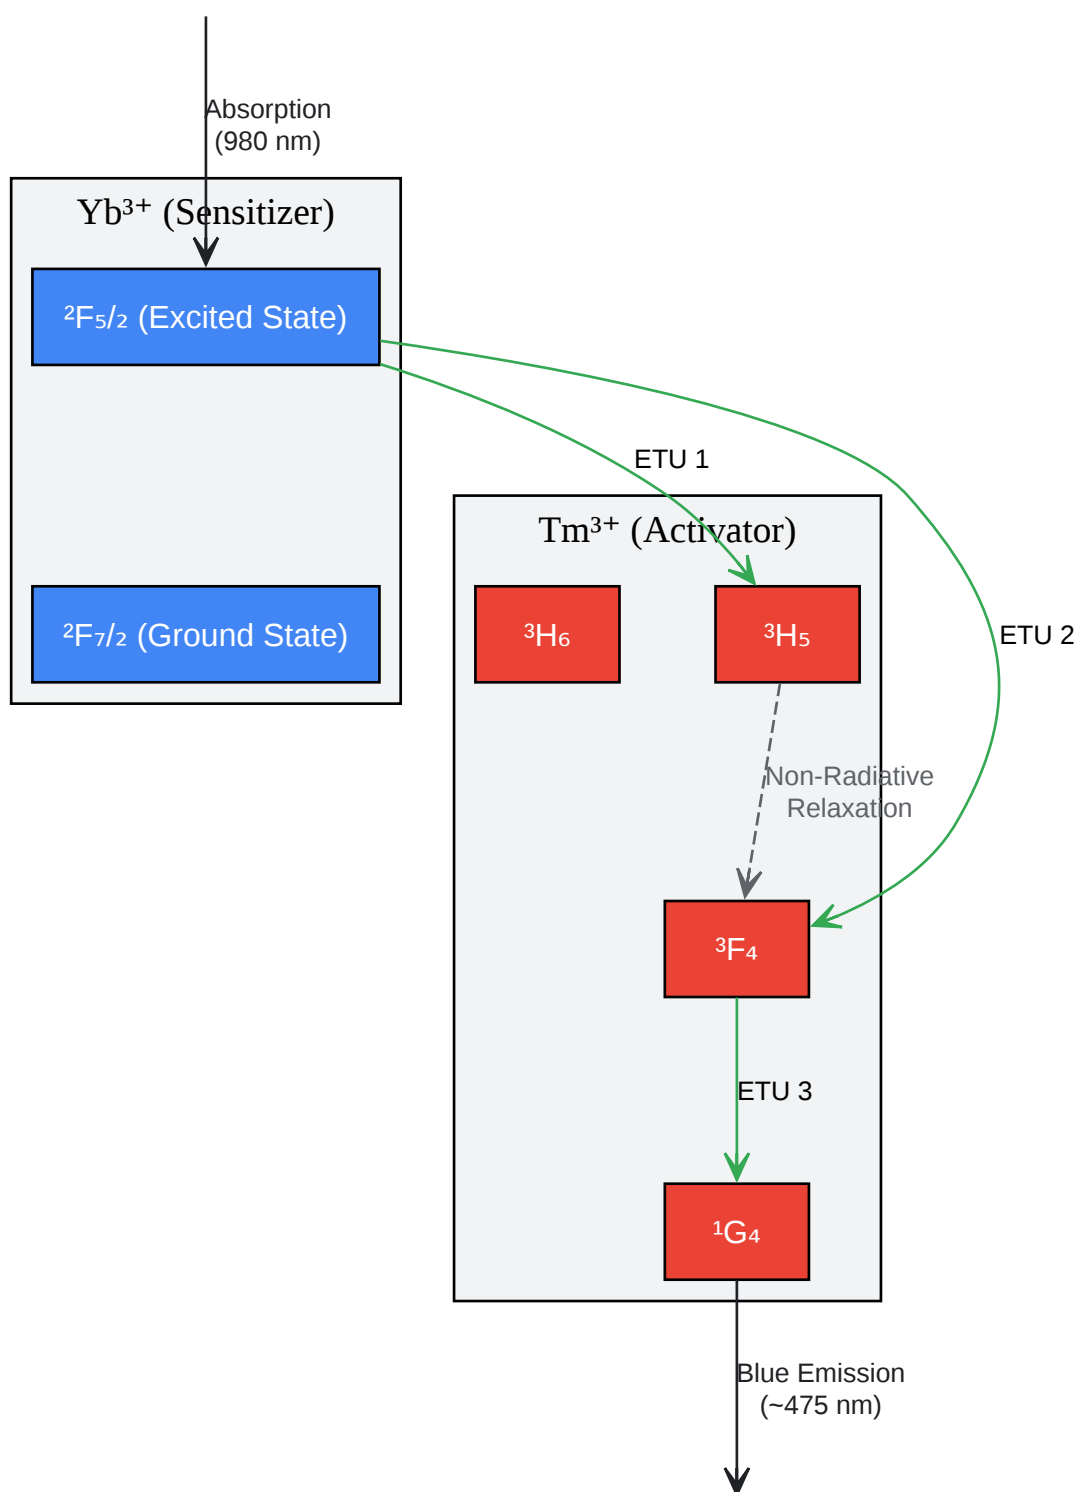 Absorption
(980 nm)
Yb³⁺ (Sensitizer)
²F₅/₂ (Excited State)
ETU 1
Tm³⁺ (Activator)
²F₇/₂ (Ground State)
³H₆
³H₅
ETU 2
Non-Radiative
Relaxation
³F₄
ETU 3
¹G₄
Blue Emission
(~475 nm)